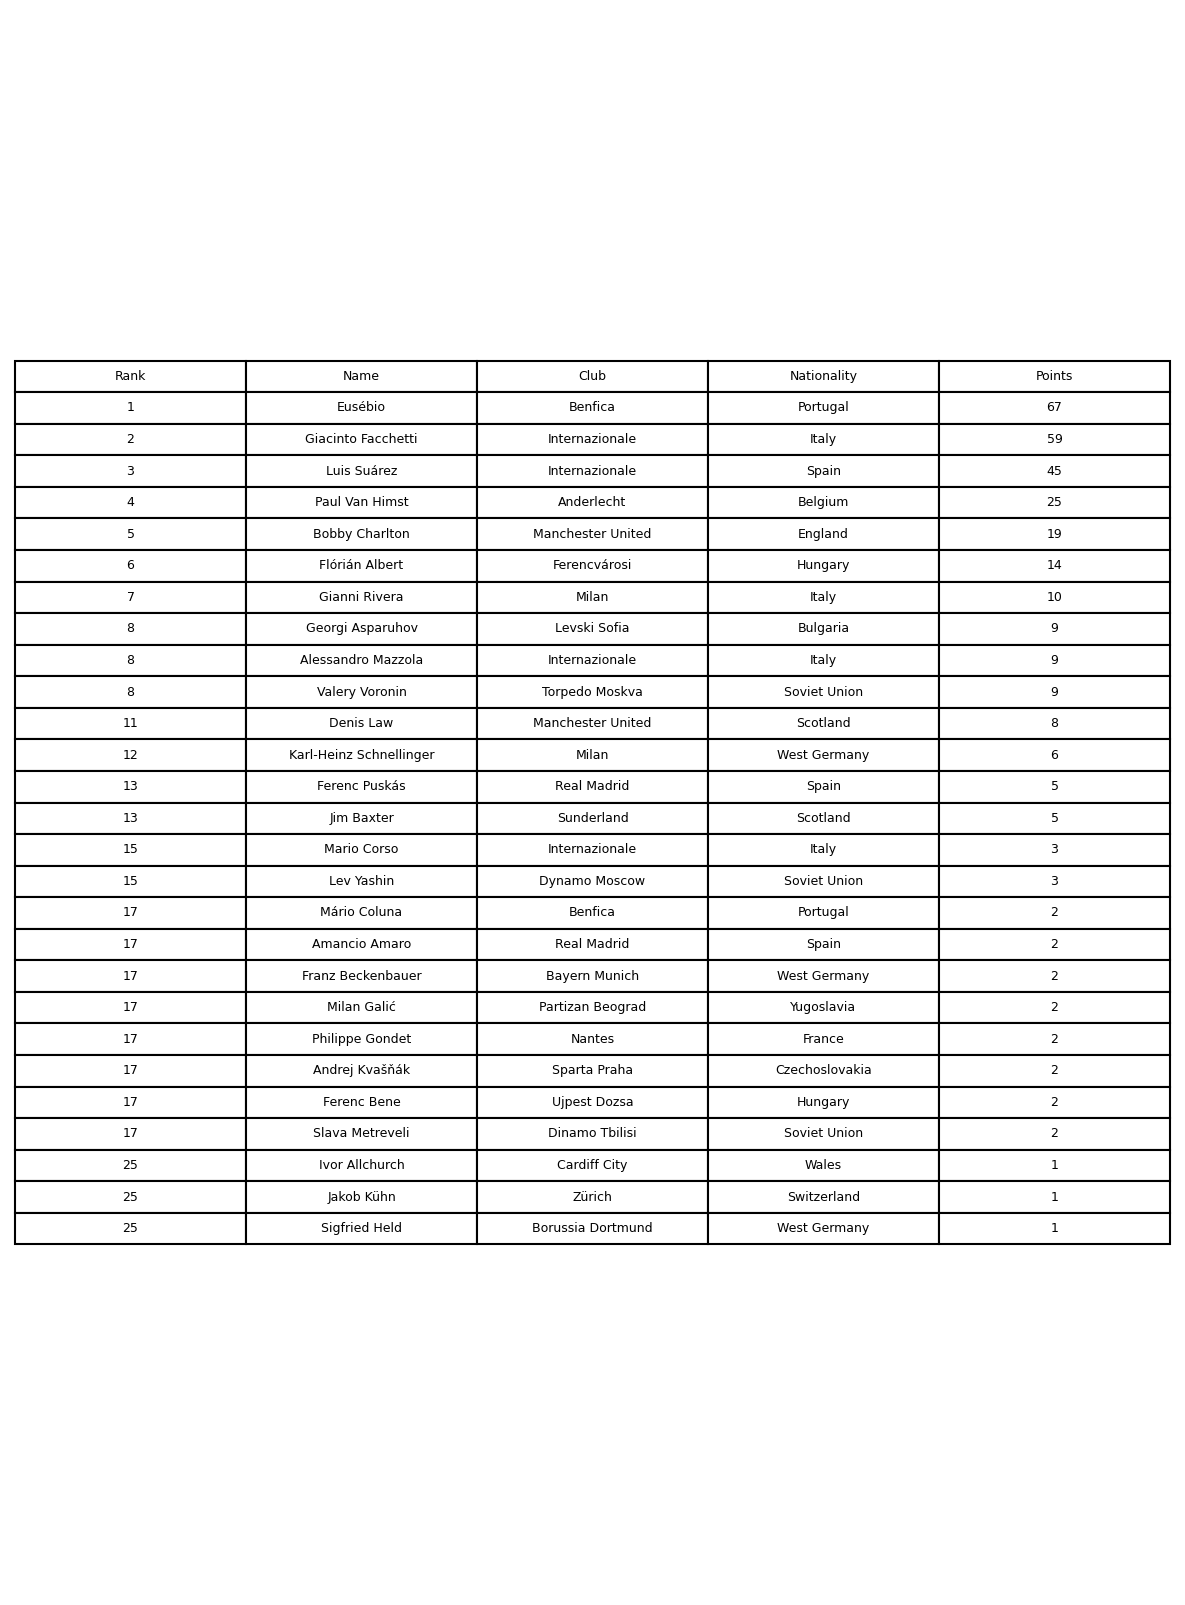 Rank Name Club Nationality Points
1 Eusébio Benfica Portugal 67
2 Giacinto Facchetti Internazionale Italy 59
3 Luis Suárez Internazionale Spain 45
4 Paul Van Himst Anderlecht Belgium 25
5 Bobby Charlton Manchester United England 19
6 Flórián Albert Ferencvárosi Hungary 14
7 Gianni Rivera Milan Italy 10
8 Georgi Asparuhov Levski Sofia Bulgaria 9
8 Alessandro Mazzola Internazionale Italy 9
8 Valery Voronin Torpedo Moskva Soviet Union 9
11 Denis Law Manchester United Scotland 8
12 Karl-Heinz Schnellinger Milan West Germany 6
13 Ferenc Puskás Real Madrid Spain 5
13 Jim Baxter Sunderland Scotland 5
15 Mario Corso Internazionale Italy 3
15 Lev Yashin Dynamo Moscow Soviet Union 3
17 Mário Coluna Benfica Portugal 2
17 Amancio Amaro Real Madrid Spain 2
17 Franz Beckenbauer Bayern Munich West Germany 2
17 Milan Galić Partizan Beograd Yugoslavia 2
17 Philippe Gondet Nantes France 2
17 Andrej Kvašňák Sparta Praha Czechoslovakia 2
17 Ferenc Bene Ujpest Dozsa Hungary 2
17 Slava Metreveli Dinamo Tbilisi Soviet Union 2
25 Ivor Allchurch Cardiff City Wales 1
25 Jakob Kühn Zürich Switzerland 1
25 Sigfried Held Borussia Dortmund West Germany 1